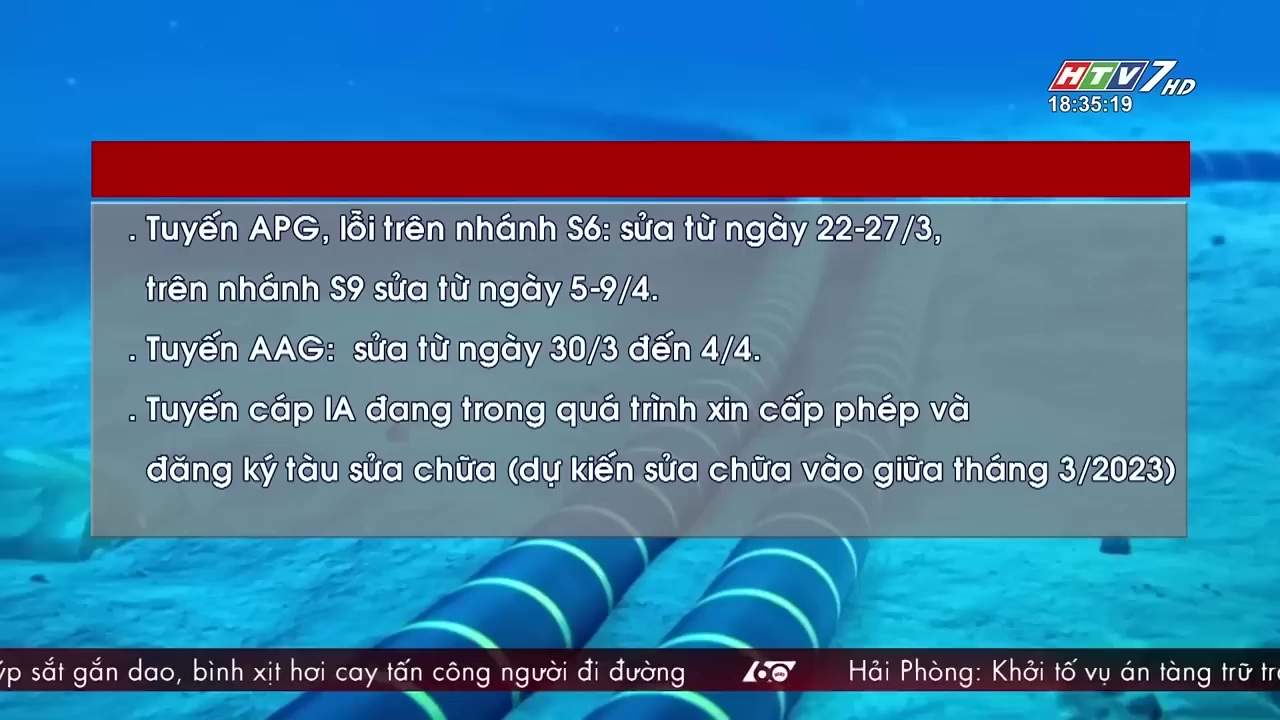 HTV7 HD
18:35:19
. Tuyến APG, lỗi trên nhánh S6: sửa từ ngày 22-27/3,
trên nhánh S9 sửa từ ngày 5-9/4.
. Tuyến AAG: sửa từ ngày 30/3 đến 4/4.
. Tuyến cáp IA đang trong quá trình xin cấp phép và
đăng ký tàu sửa chữa (dự kiến sửa chữa vào giữa tháng 3/2023)
sắt gắn dao, bình xịt hơi cay tấn công người đi đường 60 Hải Phòng: Khởi tố vụ án tàng trữ